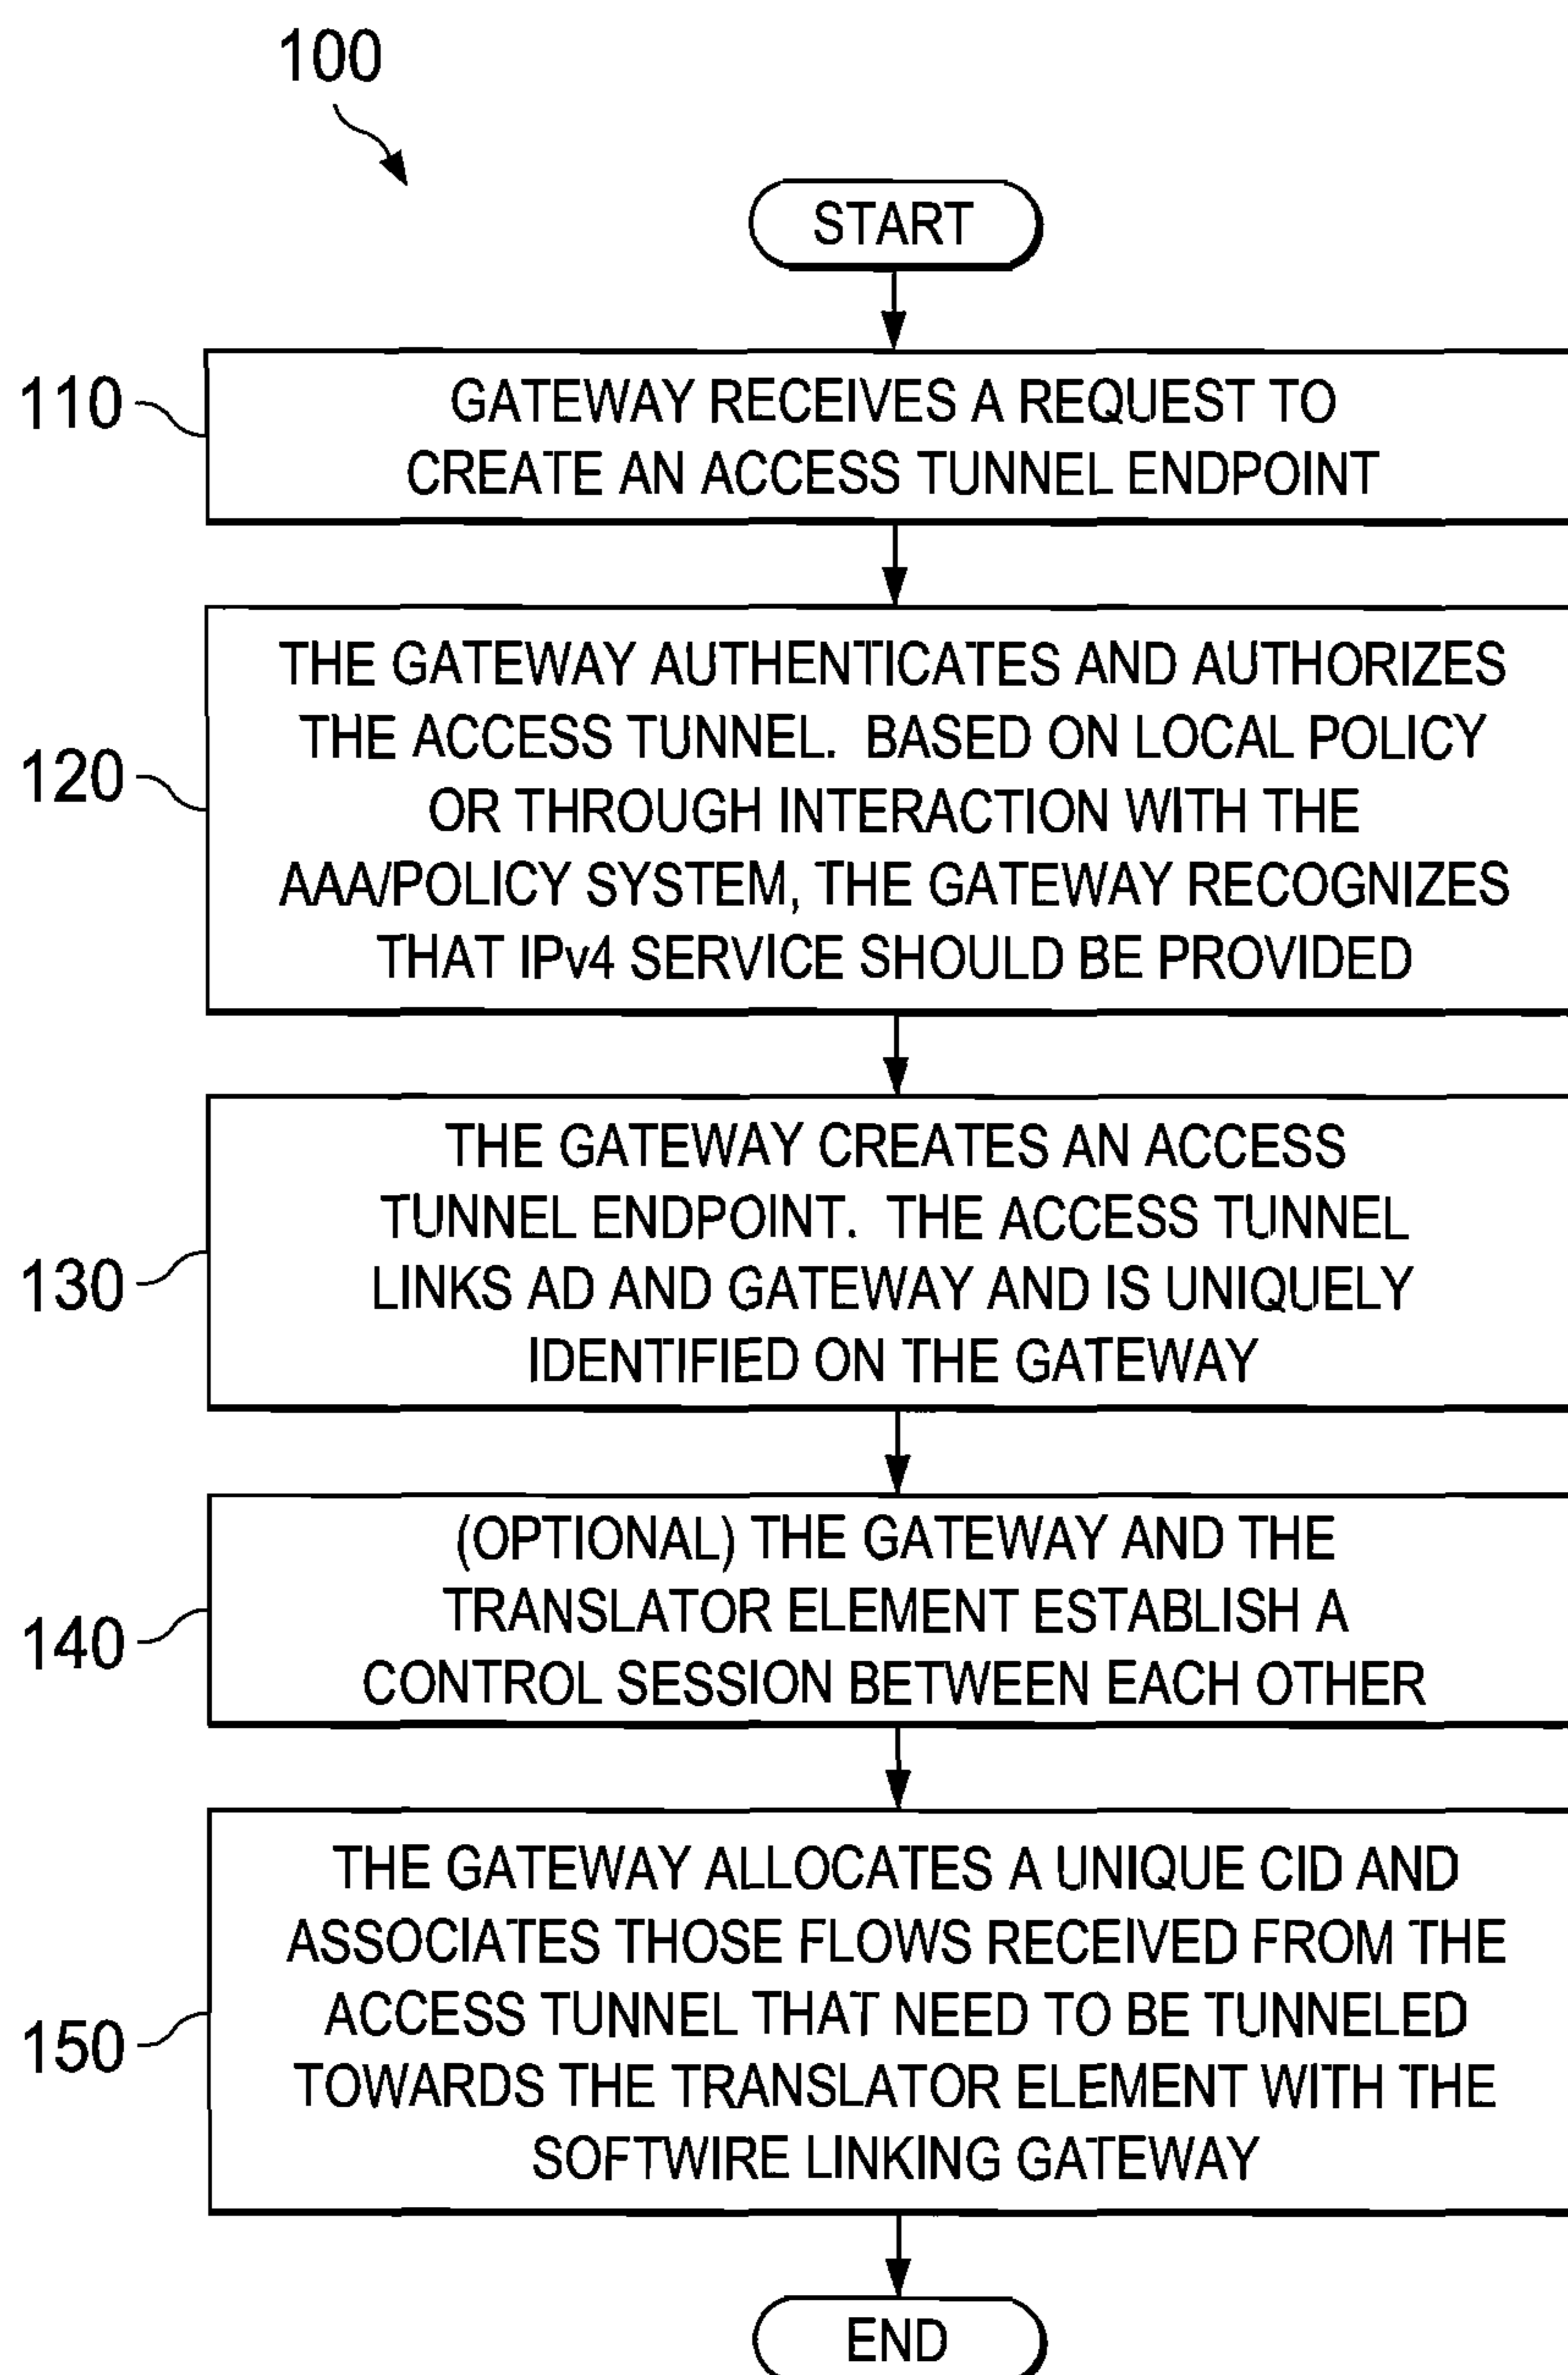 100
START
110
GATEWAY RECEIVES A REQUEST TO
CREATE AN ACCESS TUNNEL ENDPOINT
120
THE GATEWAY AUTHENTICATES AND AUTHORIZES
THE ACCESS TUNNEL. BASED ON LOCAL POLICY
OR THROUGH INTERACTION WITH THE
AAA/POLICY SYSTEM, THE GATEWAY RECOGNIZES
THAT IPv4 SERVICE SHOULD BE PROVIDED
130
THE GATEWAY CREATES AN ACCESS
TUNNEL ENDPOINT. THE ACCESS TUNNEL
LINKS AD AND GATEWAY AND IS UNIQUELY
IDENTIFIED ON THE GATEWAY
140
(OPTIONAL) THE GATEWAY AND THE
TRANSLATOR ELEMENT ESTABLISH A
CONTROL SESSION BETWEEN EACH OTHER
150
THE GATEWAY ALLOCATES A UNIQUE CID AND
ASSOCIATES THOSE FLOWS RECEIVED FROM THE
ACCESS TUNNEL THAT NEED TO BE TUNNELED
TOWARDS THE TRANSLATOR ELEMENT WITH THE
SOFTWIRE LINKING GATEWAY
END